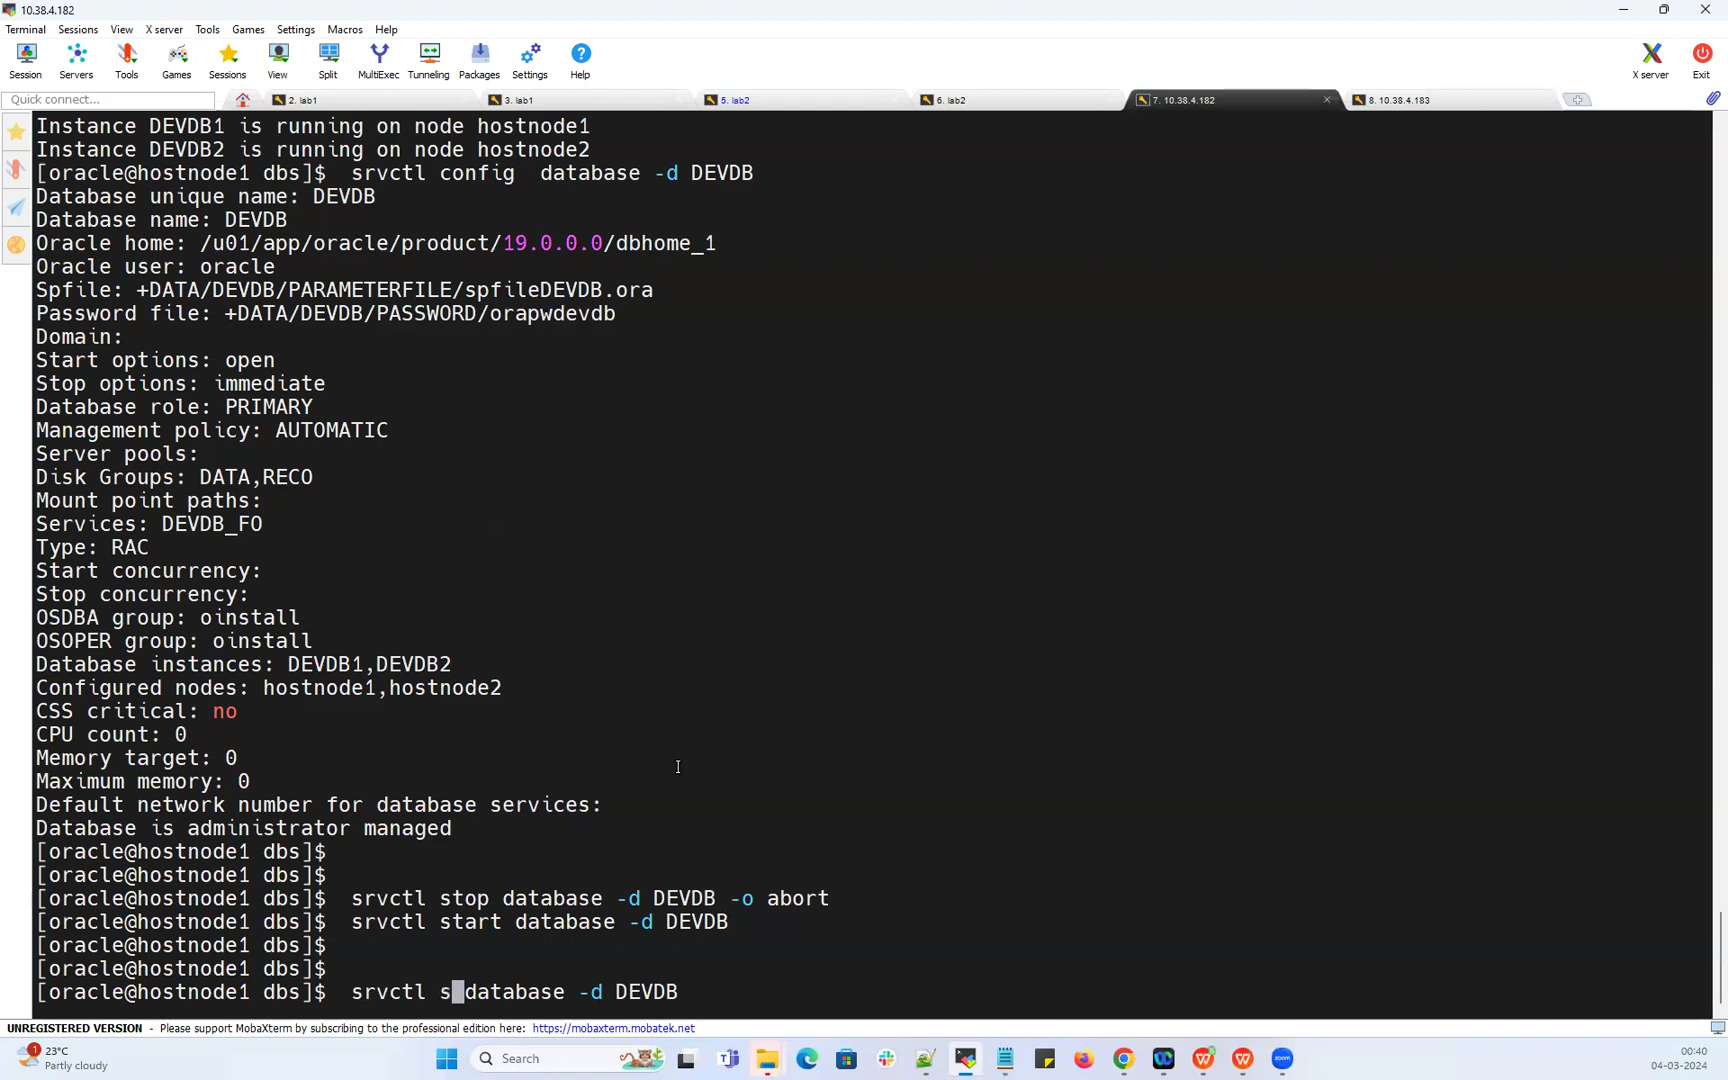 10.38.4.182
Terminal Sessions View X server Tools Games Settings Macros Help
Session Servers Tools Games Sessions View Split MultiExec Tunneling Packages Settings Help X server Exit
Quick connect... 2. lab1 3. lab1 5. lab2 6. lab2 7. 10.38.4.182 8. 10.38.4.183
Instance DEVDB1 is running on node hostnode1
Instance DEVDB2 is running on node hostnode2
[oracle@hostnode1 dbs]$  srvctl config  database -d DEVDB
Database unique name: DEVDB
Database name: DEVDB
Oracle home: /u01/app/oracle/product/19.0.0.0/dbhome_1
Oracle user: oracle
Spfile: +DATA/DEVDB/PARAMETERFILE/spfileDEVDB.ora
Password file: +DATA/DEVDB/PASSWORD/orapwdevdb
Domain:
Start options: open
Stop options: immediate
Database role: PRIMARY
Management policy: AUTOMATIC
Server pools:
Disk Groups: DATA,RECO
Mount point paths:
Services: DEVDB_FO
Type: RAC
Start concurrency:
Stop concurrency:
OSDBA group: oinstall
OSOPER group: oinstall
Database instances: DEVDB1,DEVDB2
Configured nodes: hostnode1,hostnode2
CSS critical: no
CPU count: 0
Memory target: 0
Maximum memory: 0
Default network number for database services:
Database is administrator managed
[oracle@hostnode1 dbs]$
[oracle@hostnode1 dbs]$
[oracle@hostnode1 dbs]$  srvctl stop database -d DEVDB -o abort
[oracle@hostnode1 dbs]$  srvctl start database -d DEVDB
[oracle@hostnode1 dbs]$
[oracle@hostnode1 dbs]$
[oracle@hostnode1 dbs]$  srvctl s database -d DEVDB
UNREGISTERED VERSION - Please support MobaXterm by subscribing to the professional edition here: https://mobaxterm.mobatek.net
1 23°C
Partly cloudy
Search
zoom
00:40
04-03-2024